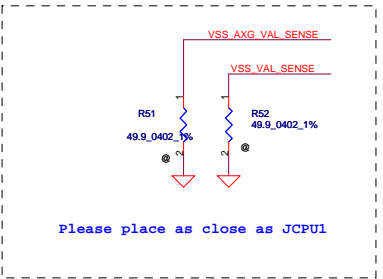 VSS_AXG_VAL_SENSE
VSS_VAL_SENSE
1
1
R51
R52
49.9_0402_1%
49.9_0402_1%
2
2
@
@
Please place as close as JCPU1